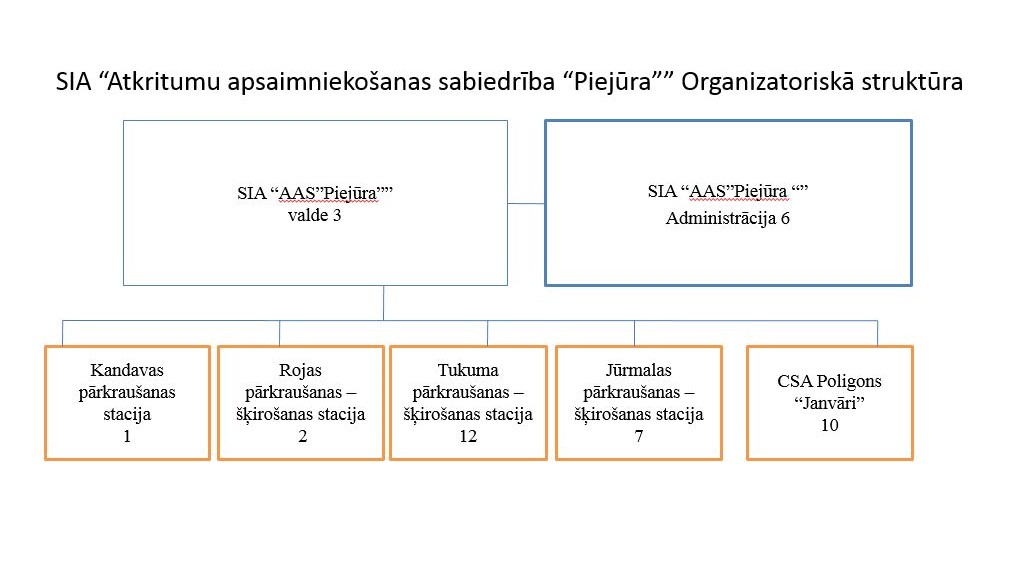 SIA “Atkritumu apsaimniekošanas sabiedrība “Piejūra”” Organizatoriskā struktūra
SIA “AAS”Piejūra””
valde 3
SIA “AAS”Piejūra “”
Administrācija 6
Kandavas
pārkraušanas
stacija
1
Rojas
pārkraušanas –
šķirošanas stacija
2
Tukuma
pārkraušanas –
šķirošanas stacija
12
Jūrmalas
pārkraušanas –
šķirošanas stacija
7
CSA Poligons
“Janvāri”
10